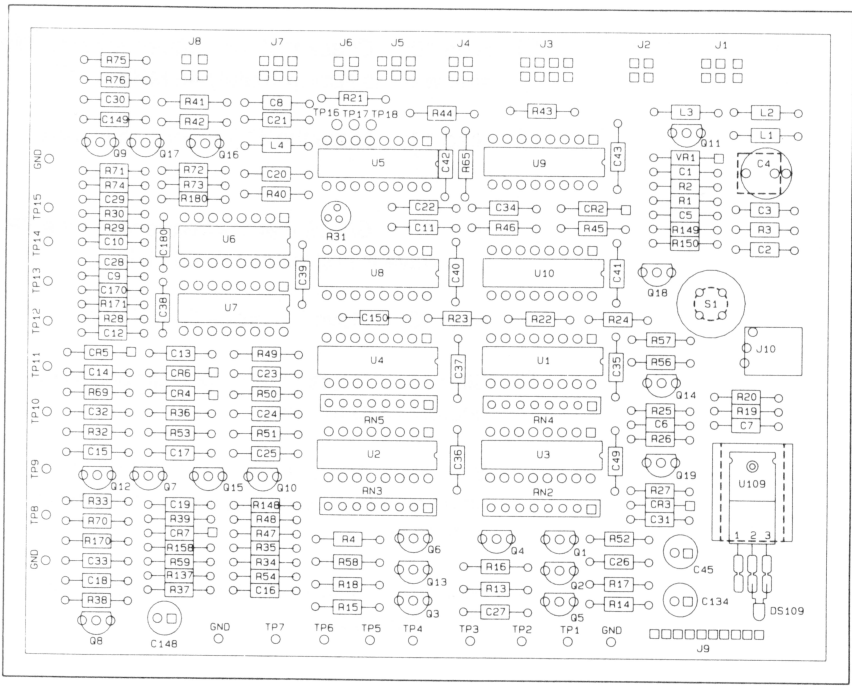 J8 J7 J6 J5 J4 J3 J2 J1
R75
R76
C30 R41 C8 R21 R44 R43 L3 L2
TP16 TP17 TP18
C149 R42 C21 Q11 L1
Q9 Q17 Q16 L4 U5 C42 R65 U9 C43 VR1 C4
GND
R71 R72 C20 C1
R74 R73 R2
C29 R180 R40 R1
TP15
R30 R31 C22 C34 CR2 C5 C3
R29 C180 U6 C11 R46 R45 R149 R3
TP14
C10 R150 C2
C28 C39 U8 C40 U10 C41 Q18
TP13
C9
C170
R171 C38 U7 S1
R28 C150 R23 R22 R24
TP12
C12
CR5 C13 R49 U4 C37 U1 C35 R57 J10
TP11
C14 CR6 C23 R56
R69 CR4 R50 Q14 R20
TP10
C32 R36 C24 RN5 RN4 R25 R19
R32 R53 R51 C6 C7
C15 C17 C25 U2 C36 U3 C49 R26
TP9
Q12 Q7 Q15 Q10 Q19 U109
R33 C19 R148 RN3 RN2 R27
TP8
R70 R39 R48 CR3
R170 CR7 R47 C31
R158 R35 R4 Q6 Q4 Q1 R52 1 2 3
GND
C33 R59 R34 R58 R16 C26 C45
C18 R137 R54 R18 Q13 R13 Q2 R17
R38 R37 C16 R15 Q3 C27 Q5 R14 C134 DS109
Q8 C148 GND TP7 TP6 TP5 TP4 TP3 TP2 TP1 GND J9